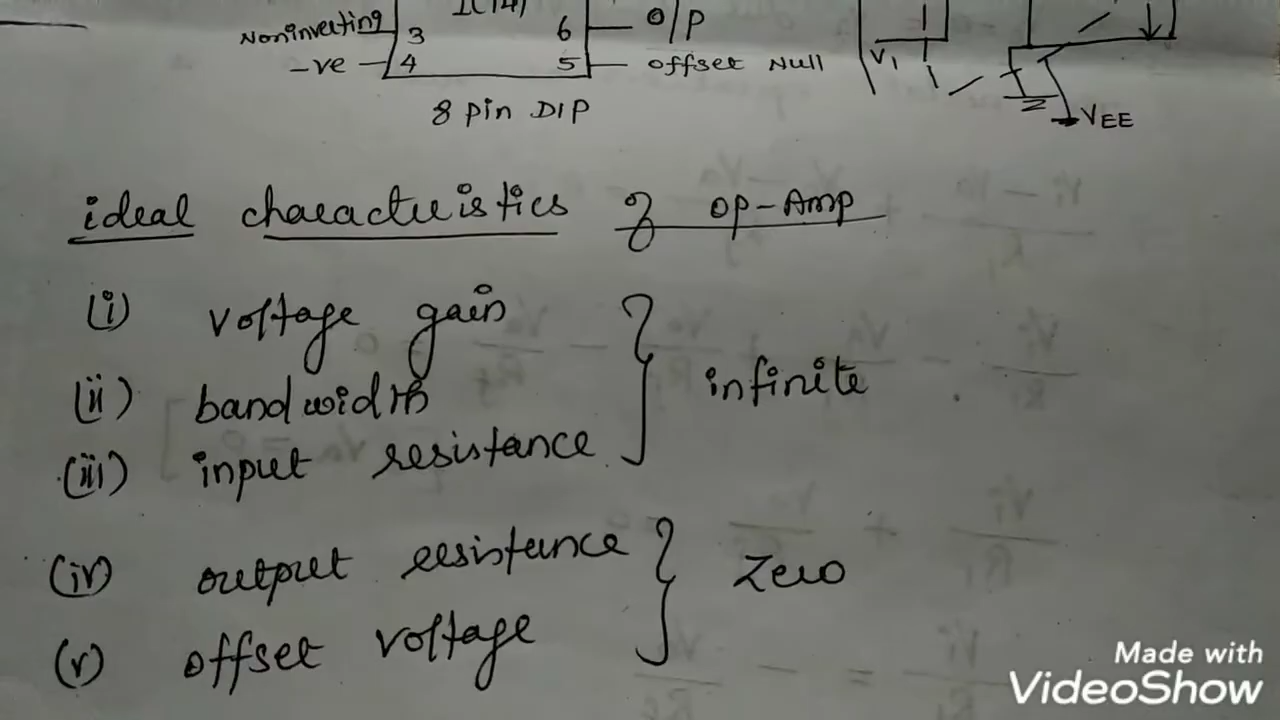 Noninverting 3 6 O/P
-ve 4 5 offset Null
8 pin DIP
V1
VEE
ideal characteristics of OP-Amp
(i) voltage gain
(ii) bandwidth
(iii) input resistance
infinite
(iv) output resistance
(v) offset voltage
Zero
Made with
VideoShow